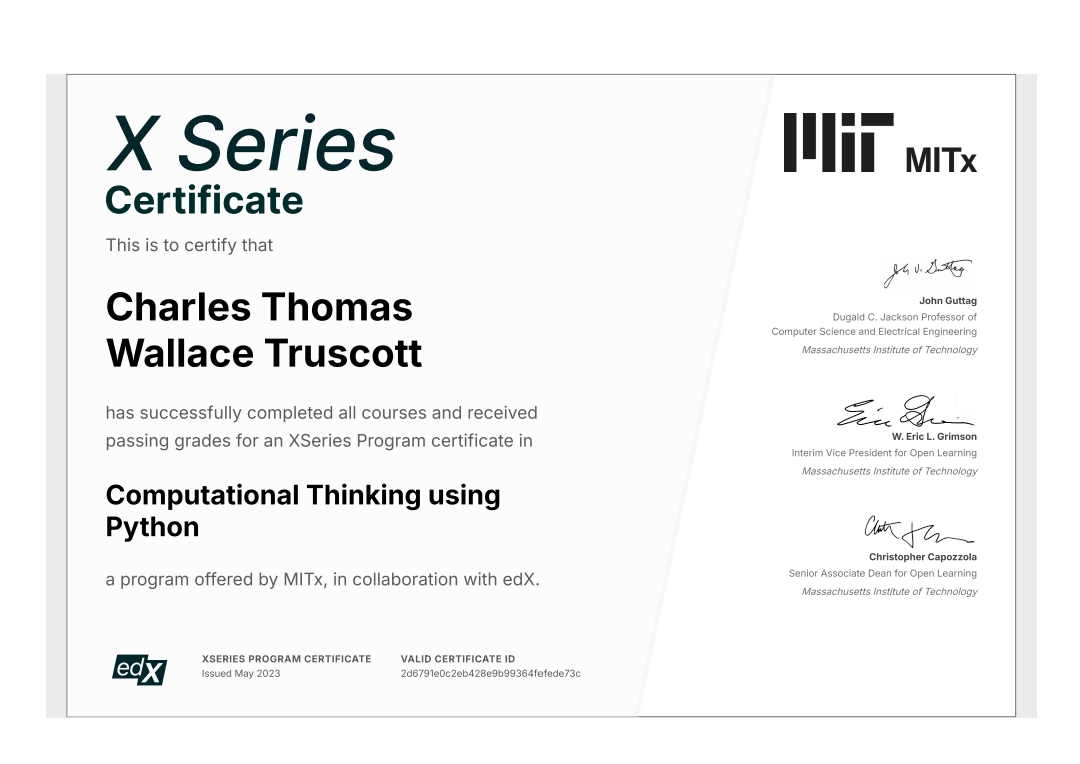 X Series
Certificate
This is to certify that
Charles Thomas
Wallace Truscott
has successfully completed all courses and received
passing grades for an XSeries Program certificate in
Computational Thinking using
Python
a program offered by MITx, in collaboration with edX.
edX
XSERIES PROGRAM CERTIFICATE
Issued May 2023
VALID CERTIFICATE ID
2d6791e0c2eb428e9b99364fefede73c
MIT MITx
John V. Guttag
John Guttag
Dugald C. Jackson Professor of
Computer Science and Electrical Engineering
Massachusetts Institute of Technology
W. Eric L. Grimson
Interim Vice President for Open Learning
Massachusetts Institute of Technology
Christopher Capozzola
Senior Associate Dean for Open Learning
Massachusetts Institute of Technology